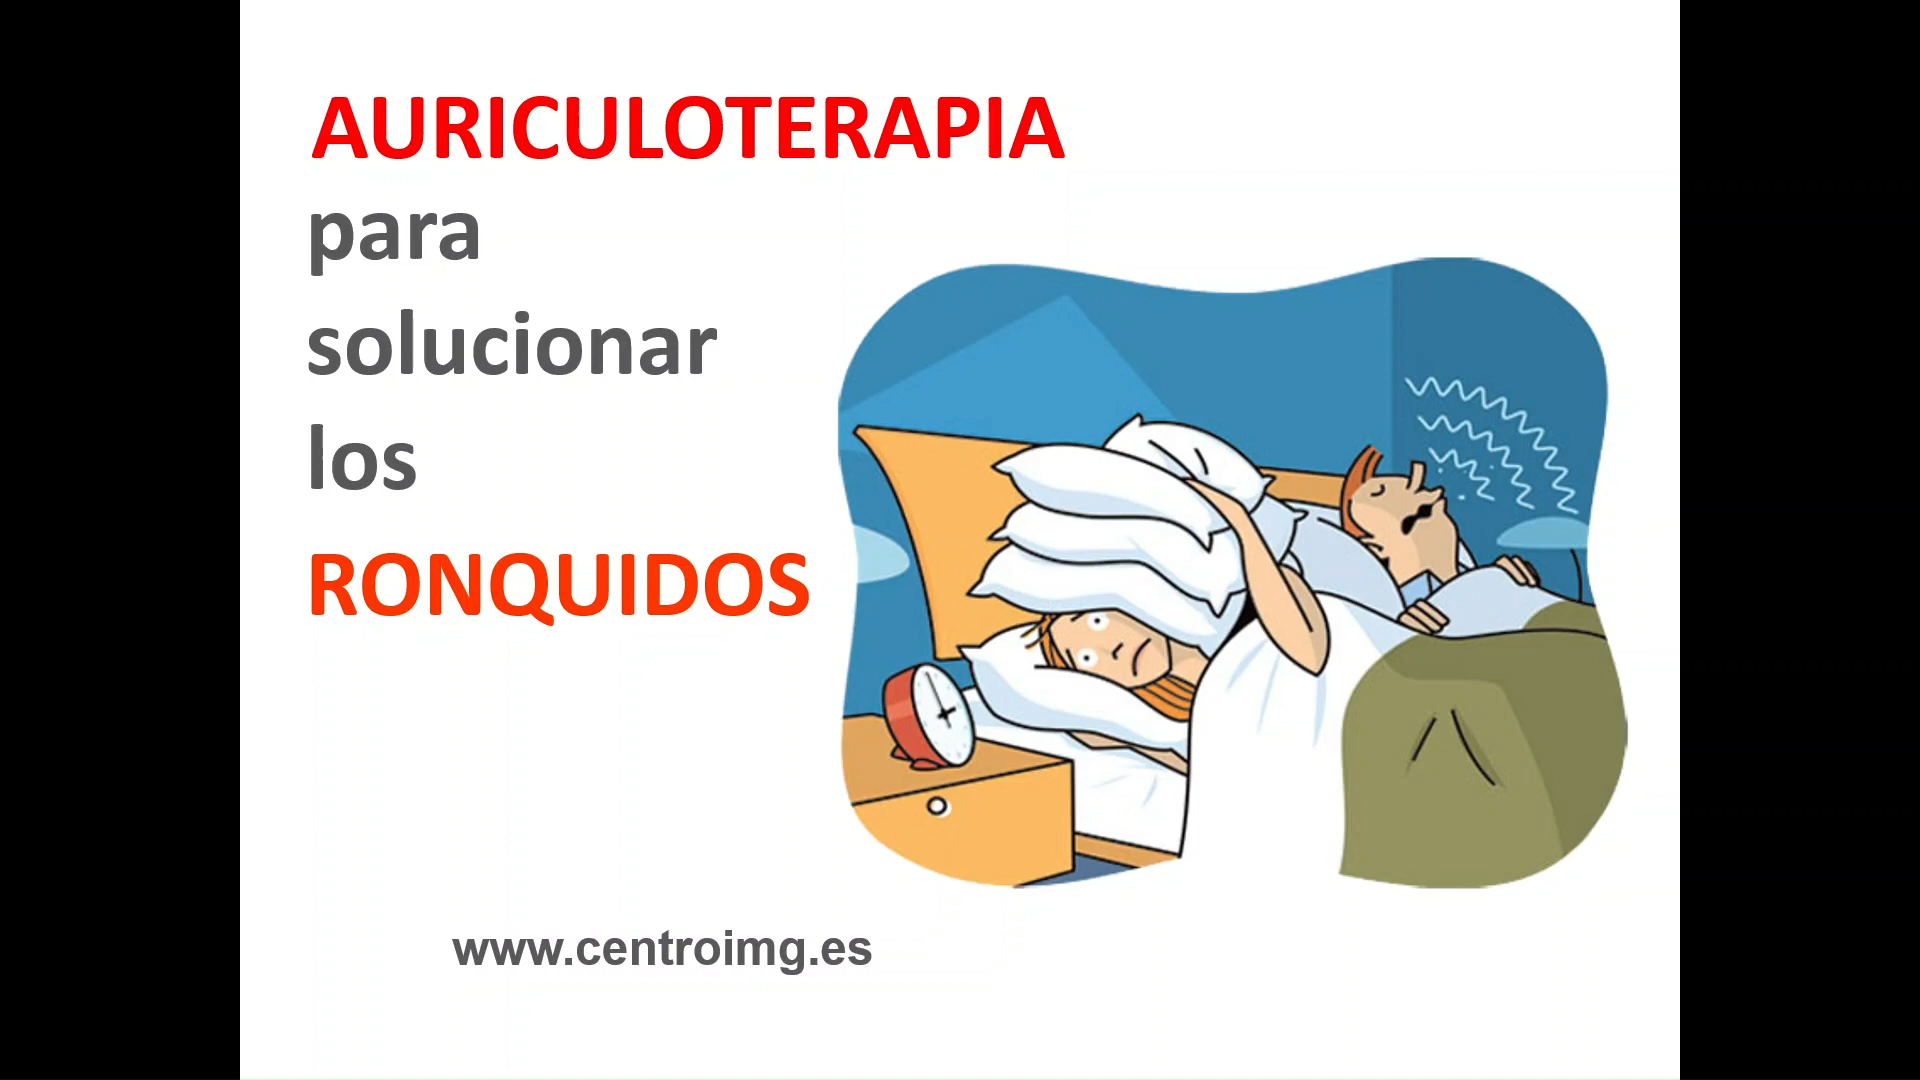 AURICULOTERAPIA
para
solucionar
los
RONQUIDOS
www.centroimg.es